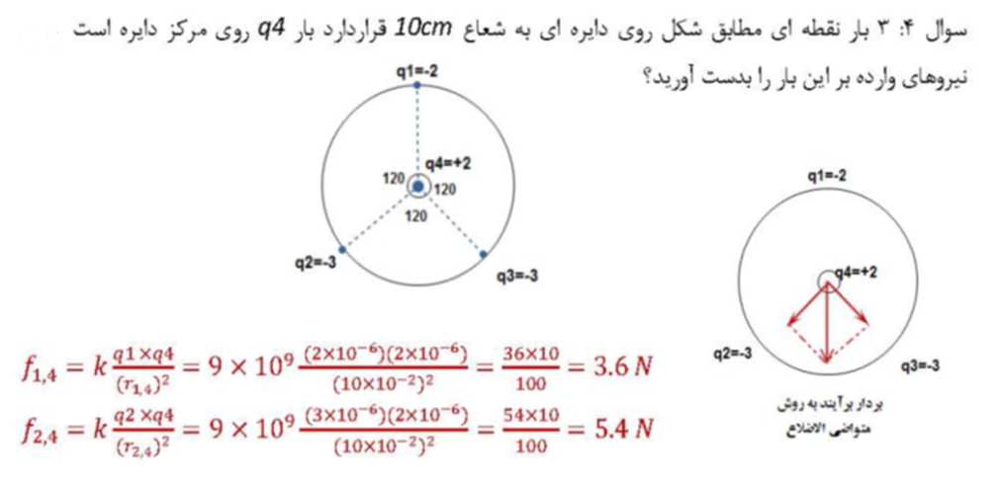 سوال ۴: ۳ بار نقطه ای مطابق شکل روی دایره ای به شعاع 10cm قراردارد بار q4 روی مرکز دایره است
نیروهای وارده بر این بار را بدست آورید؟
q1=-2
q4=+2
120
120
120
q2=-3
q3=-3
q1=-2
q4=+2
q2=-3
q3=-3
بردار برآیند به روش
متواضی الاضلاع
f₁,₄ = k (q1×q4)/(r₁,₄)² = 9 × 10⁹ (2×10⁻⁶)(2×10⁻⁶)/(10×10⁻²)² = 36×10/100 = 3.6 N
f₂,₄ = k (q2 ×q4)/(r₂,₄)² = 9 × 10⁹ (3×10⁻⁶)(2×10⁻⁶)/(10×10⁻²)² = 54×10/100 = 5.4 N